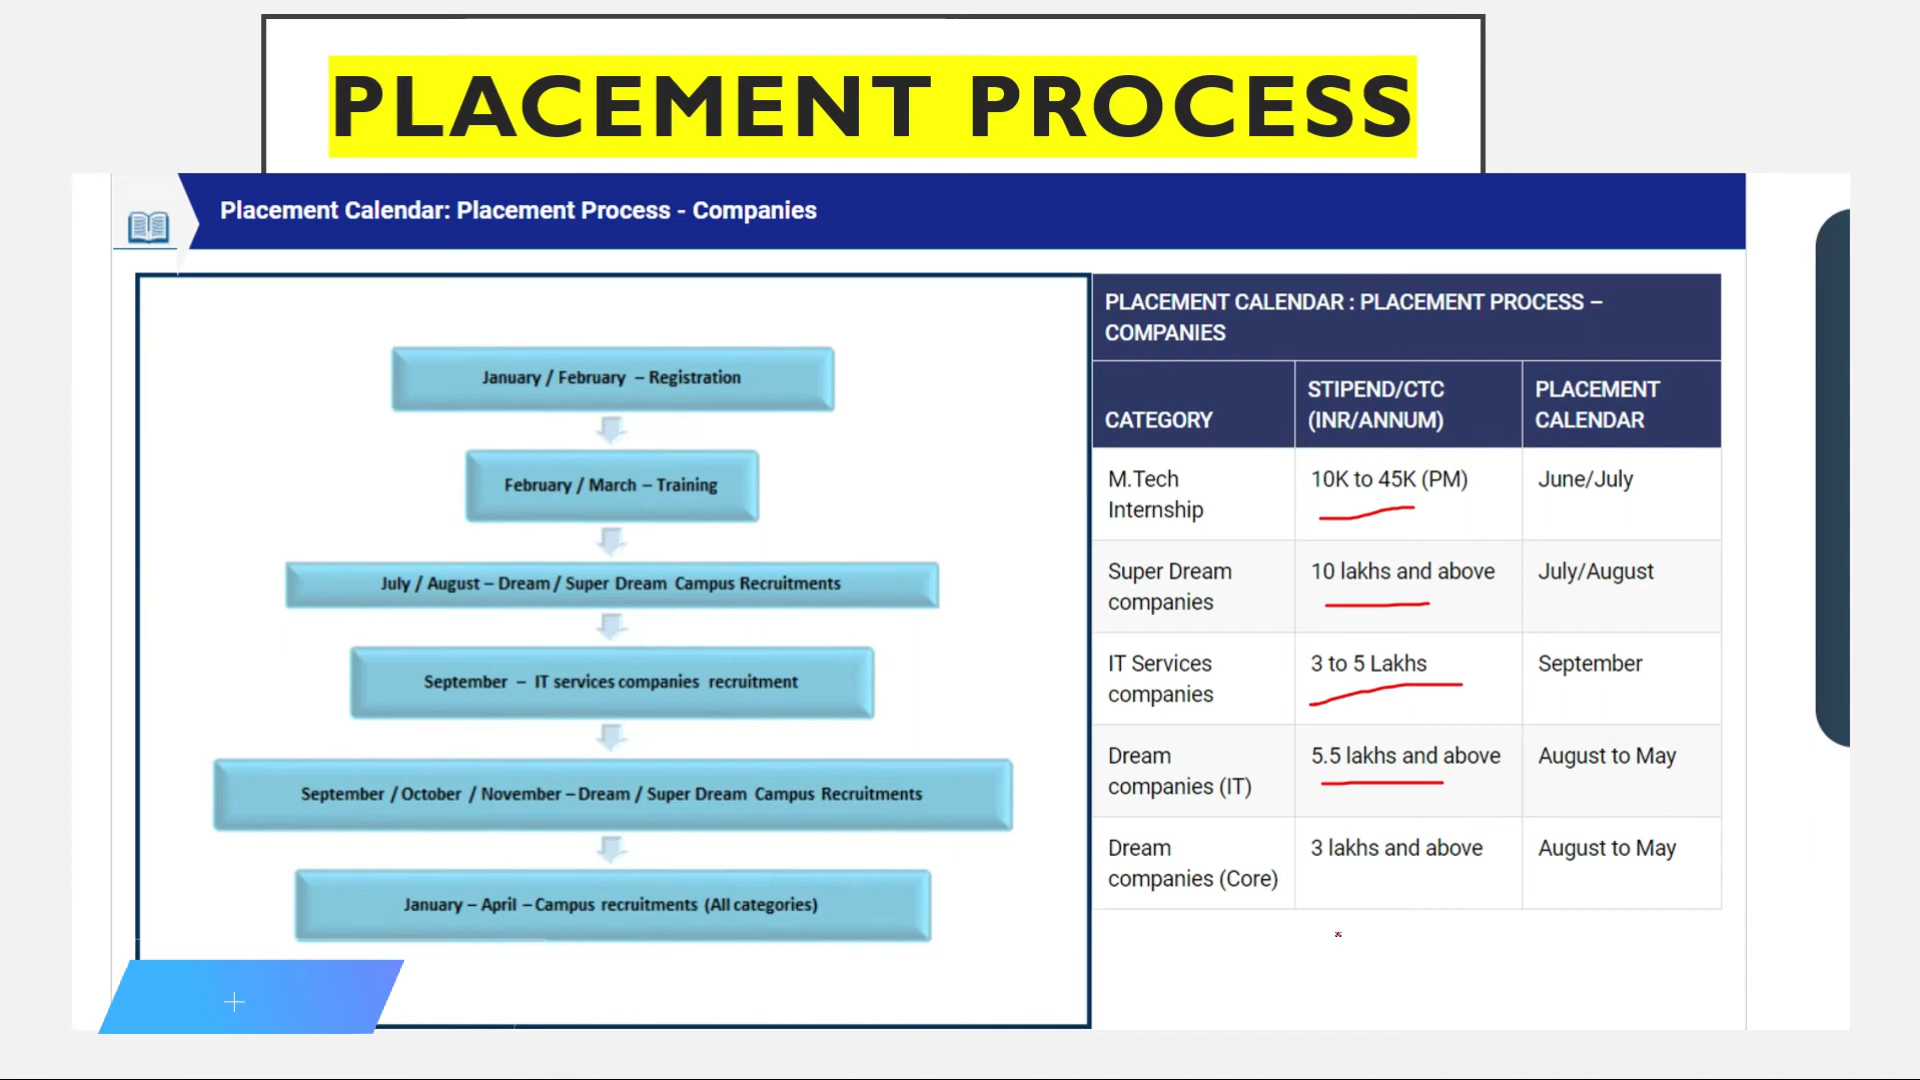 PLACEMENT PROCESS
Placement Calendar: Placement Process - Companies
January / February – Registration
February / March – Training
July / August – Dream / Super Dream Campus Recruitments
September – IT services companies recruitment
September / October / November – Dream / Super Dream Campus Recruitments
January – April – Campus recruitments (All categories)
PLACEMENT CALENDAR : PLACEMENT PROCESS –
COMPANIES
CATEGORY
STIPEND/CTC
(INR/ANNUM)
PLACEMENT
CALENDAR
M.Tech
Internship
10K to 45K (PM)
June/July
Super Dream
companies
10 lakhs and above
July/August
IT Services
companies
3 to 5 Lakhs
September
Dream
companies (IT)
5.5 lakhs and above
August to May
Dream
companies (Core)
3 lakhs and above
August to May